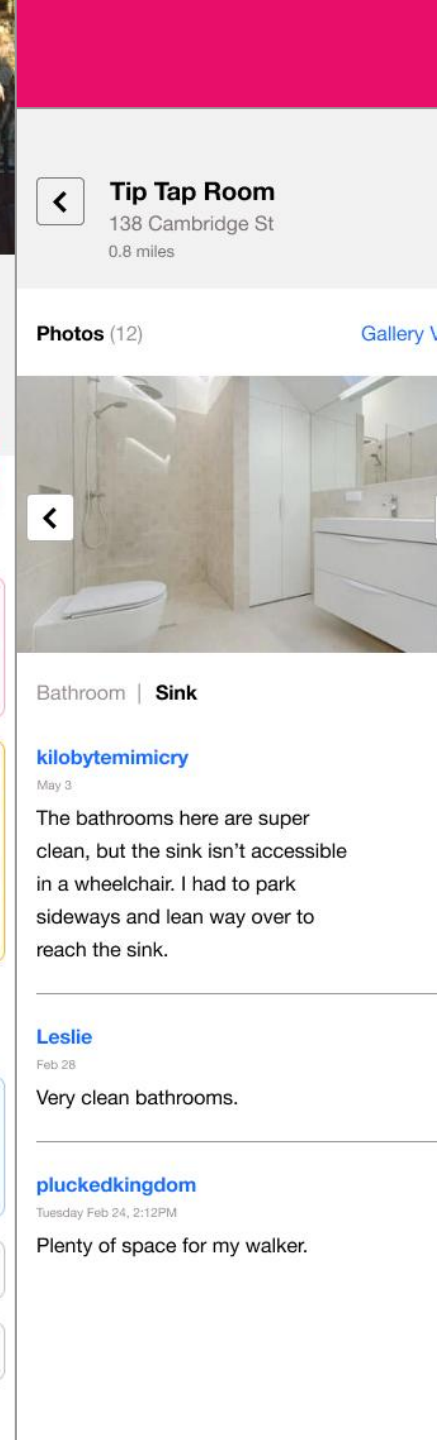 Tip Tap Room
138 Cambridge St
0.8 miles
Photos (12)
Gallery
Bathroom | Sink
kilobytemimicry
May 3
The bathrooms here are super
clean, but the sink isn't accessible
in a wheelchair. I had to park
sideways and lean way over to
reach the sink.
Leslie
Feb 28
Very clean bathrooms.
pluckedkingdom
Tuesday Feb 24, 2:12PM
Plenty of space for my walker.